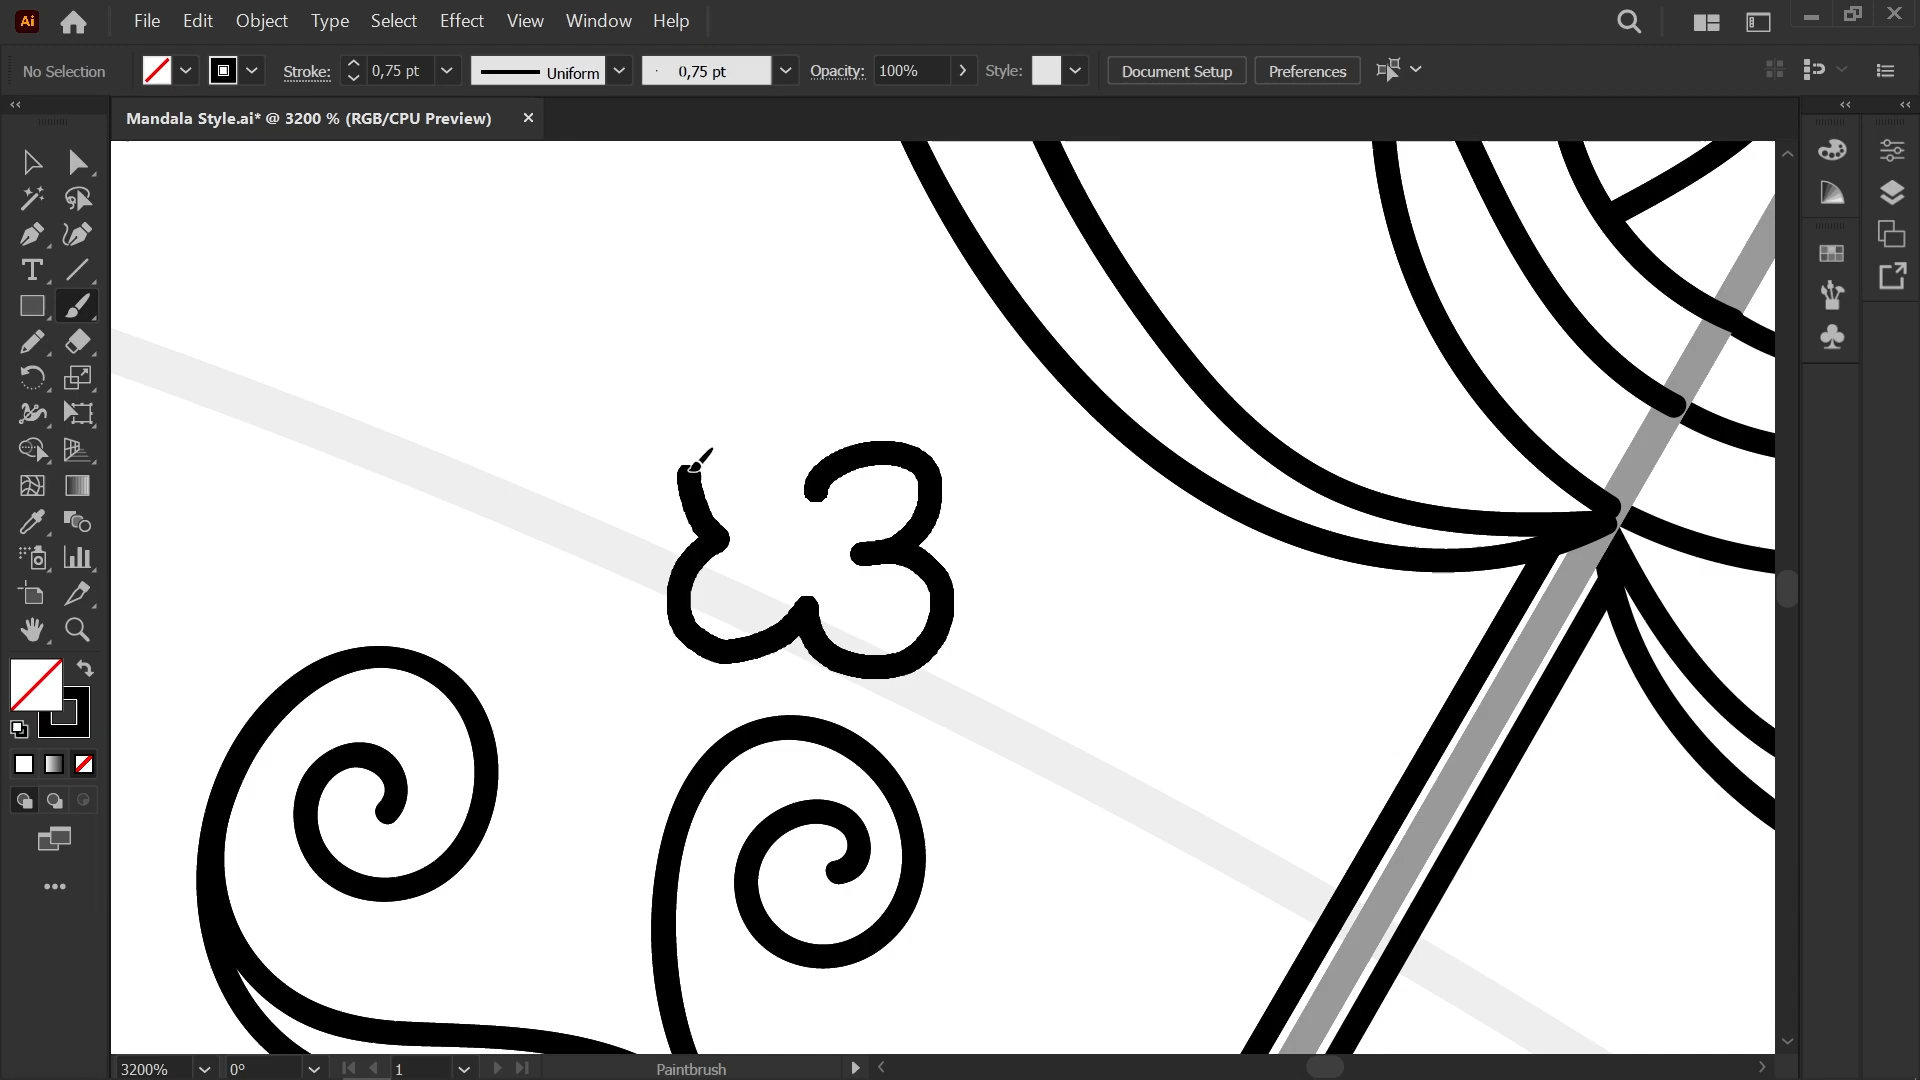 Ai File Edit Object Type Select Effect View Window Help
No Selection Stroke: 0,75 pt Uniform 0,75 pt Opacity: 100% Style: Document Setup Preferences
Mandala Style.ai* @ 3200 % (RGB/CPU Preview)
3200% 0° 1 Paintbrush